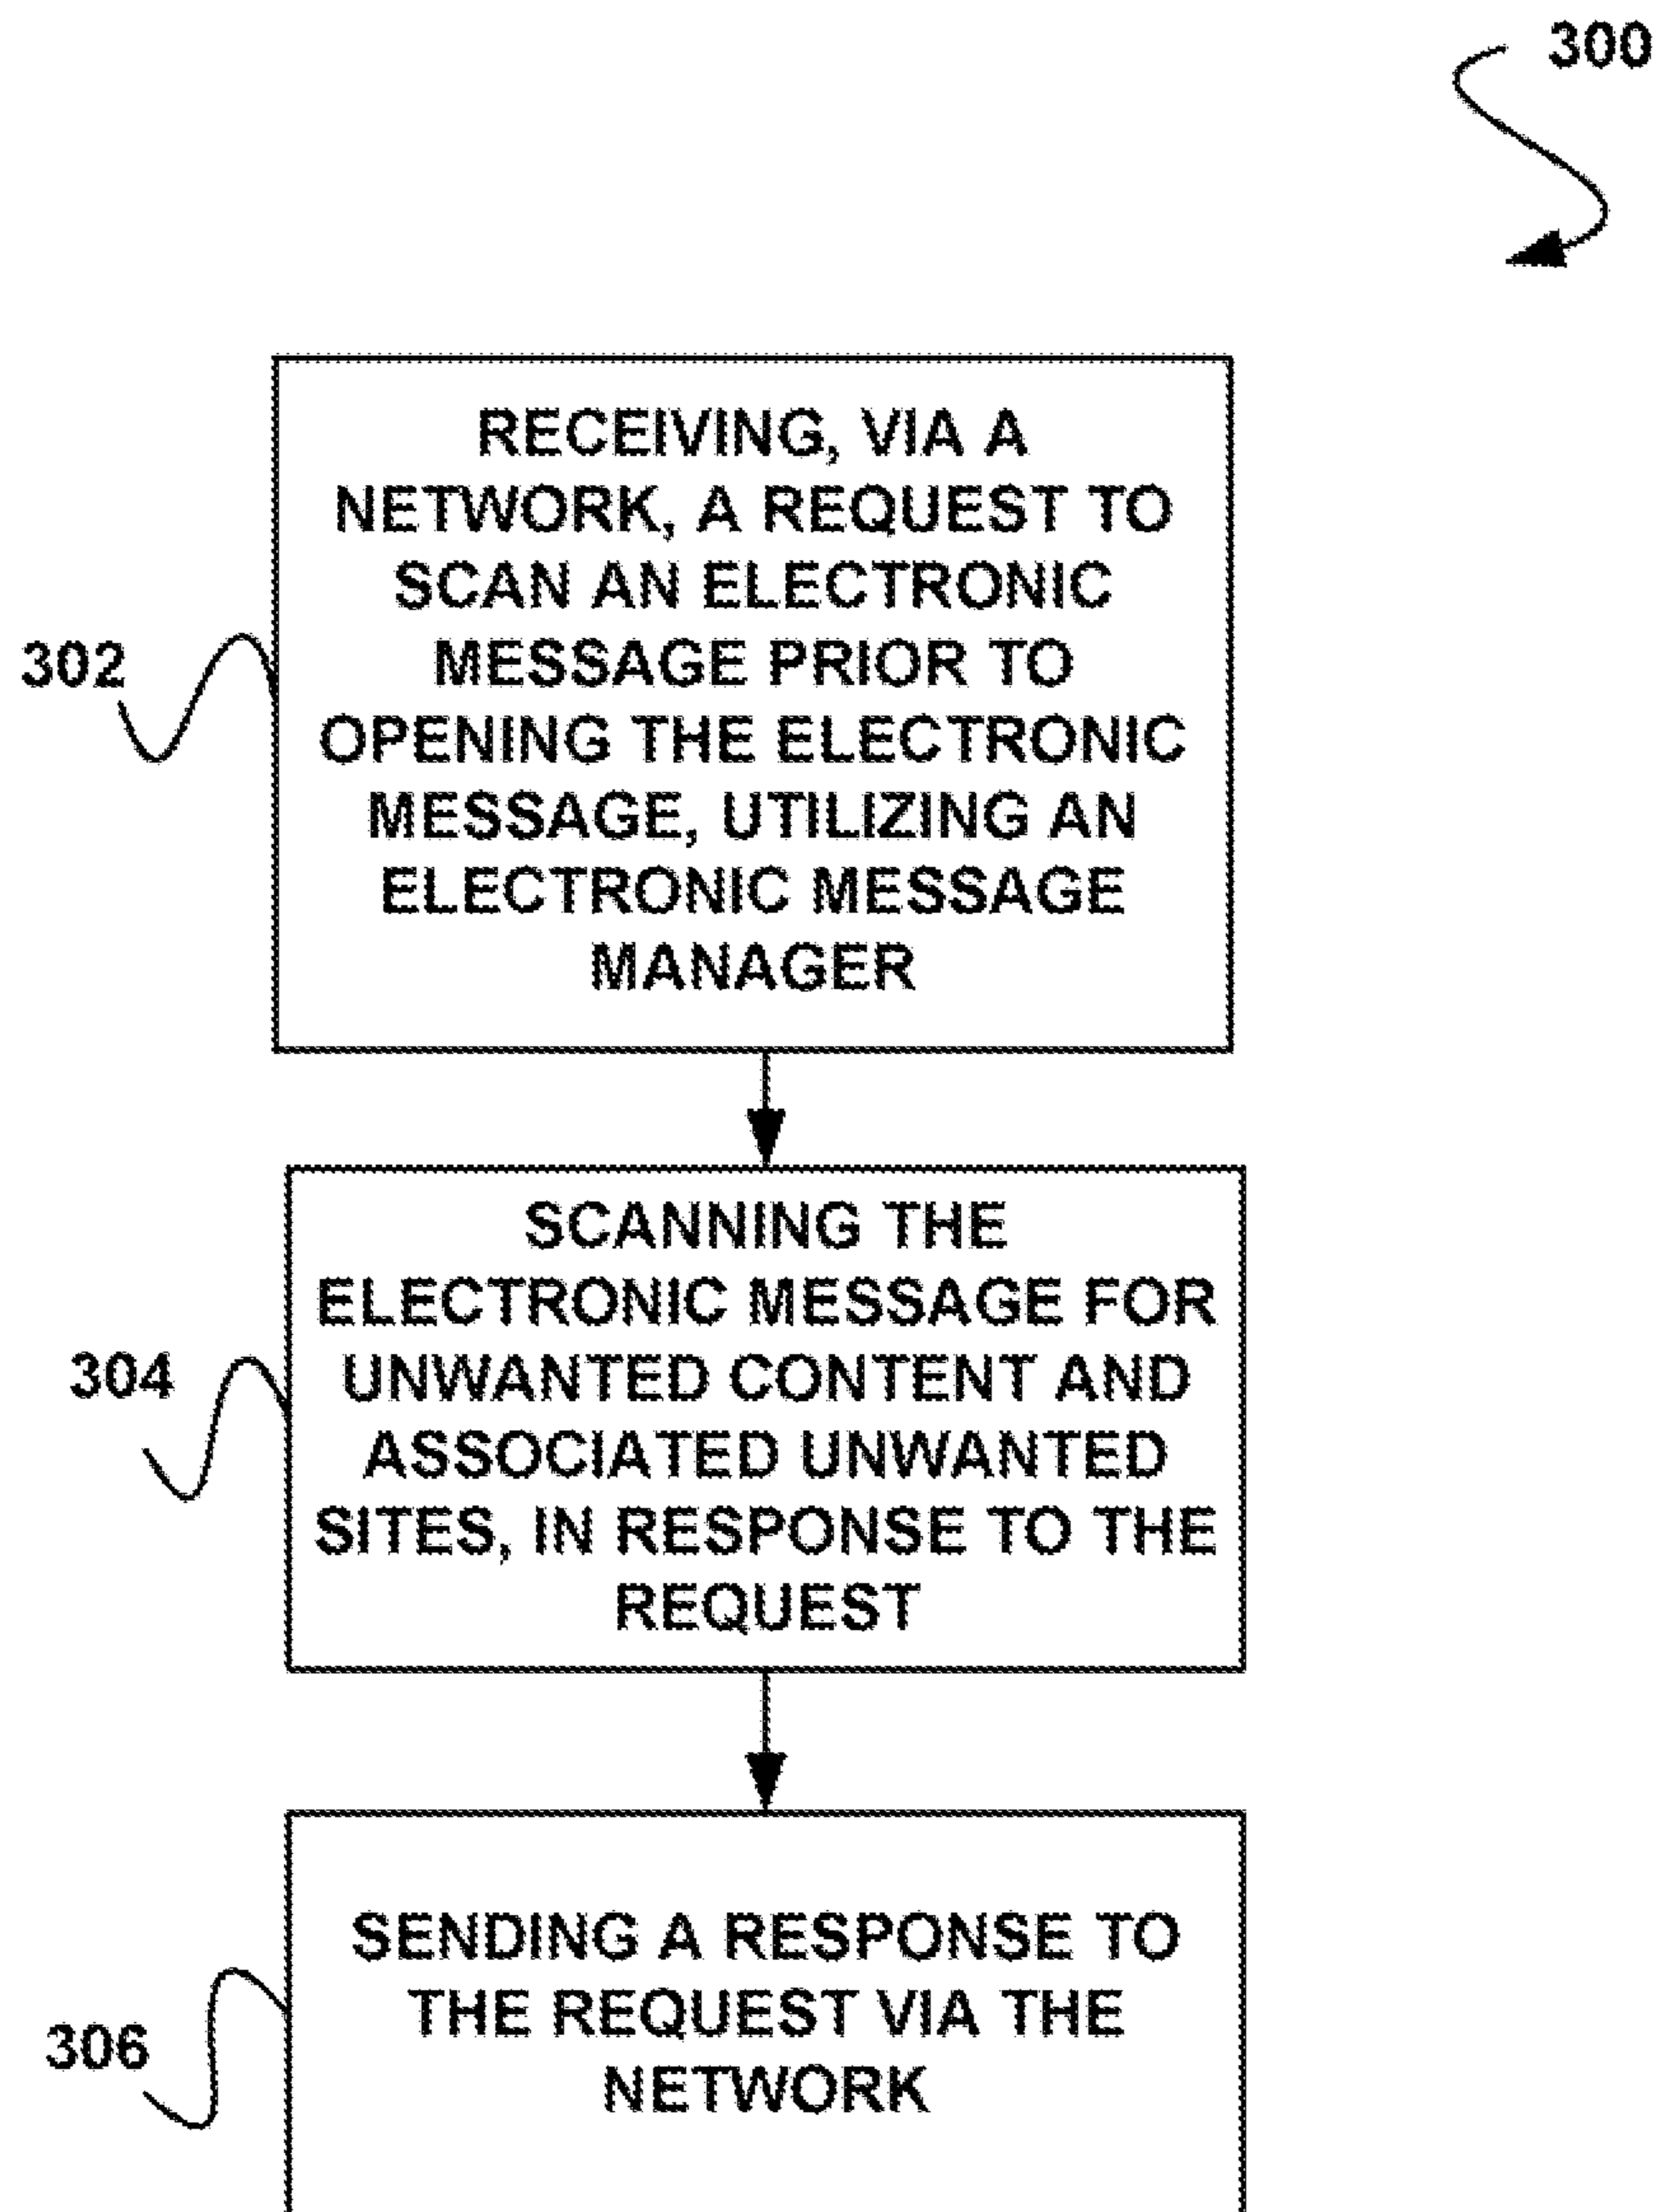 300
RECEIVING, VIA A
NETWORK, A REQUEST TO
SCAN AN ELECTRONIC
MESSAGE PRIOR TO
OPENING THE ELECTRONIC
MESSAGE, UTILIZING AN
ELECTRONIC MESSAGE
MANAGER
302
SCANNING THE
ELECTRONIC MESSAGE FOR
UNWANTED CONTENT AND
ASSOCIATED UNWANTED
SITES, IN RESPONSE TO THE
REQUEST
304
SENDING A RESPONSE TO
THE REQUEST VIA THE
NETWORK
306